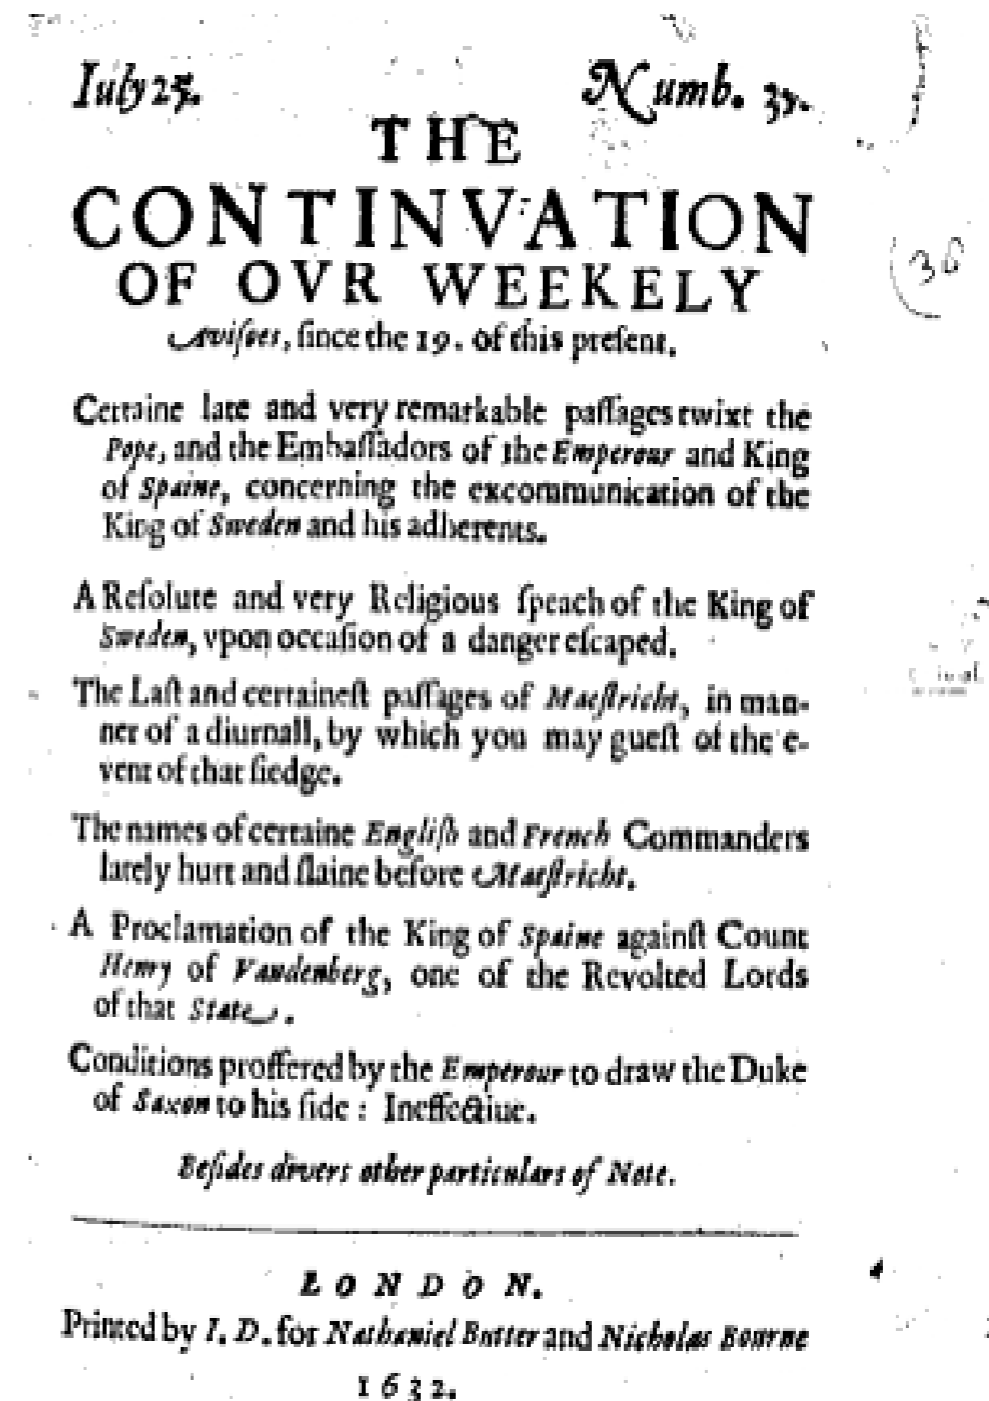 Iuly 25. Numb. 37.
THE
CONTINVATION
OF OVR WEEKELY
Avisoes, ſince the 19. of this preſent.
Certaine late and very remarkable paſſages twixt the
Pope, and the Embaſſadors of the Emperour and King
of Spaine, concerning the excommunication of the
King of Sweden and his adherents.
A Reſolute and very Religious ſpeach of the King of
Sweden, vpon occaſion of a danger eſcaped.
The Laſt and certaineſt paſſages of Maeſtricht, in man-
ner of a diurnall, by which you may gueſt of the e-
vent of that ſiedge.
The names of certaine Engliſh and French Commanders
lately hurt and ſlaine before Maeſtricht.
A Proclamation of the King of Spaine againſt Count
Henry of Vandenberg, one of the Revolted Lords
of that State.
Conditions proffered by the Emperour to draw the Duke
of Saxon to his ſide: Ineffectiue.
Beſides divers other particulars of Note.
LONDON.
Printed by I. D. for Nathaniel Butter and Nicholas Bourne
1632.
(36